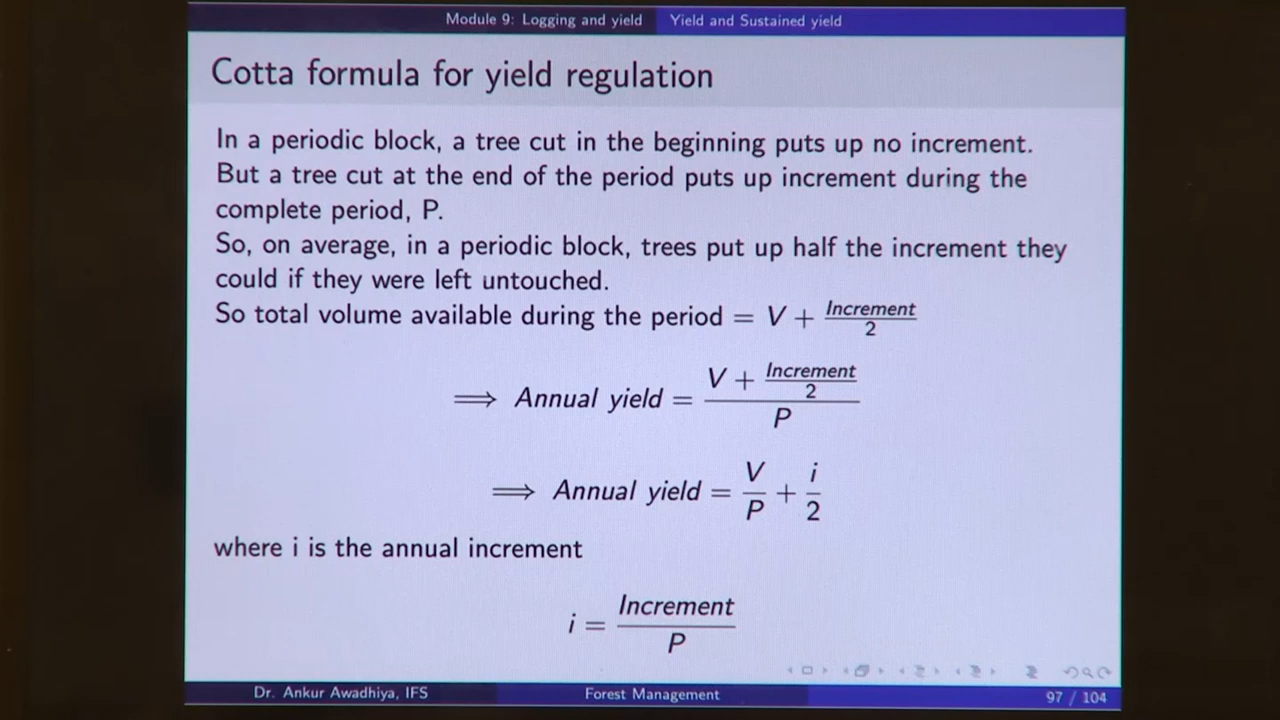 Module 9: Logging and yield Yield and Sustained yield
Cotta formula for yield regulation
In a periodic block, a tree cut in the beginning puts up no increment.
But a tree cut at the end of the period puts up increment during the
complete period, P.
So, on average, in a periodic block, trees put up half the increment they
could if they were left untouched.
So total volume available during the period = V + Increment/2
⟹ Annual yield = (V + Increment/2)/P
⟹ Annual yield = V/P + i/2
where i is the annual increment
i = Increment/P
Dr. Ankur Awadhiya, IFS Forest Management 97 / 104